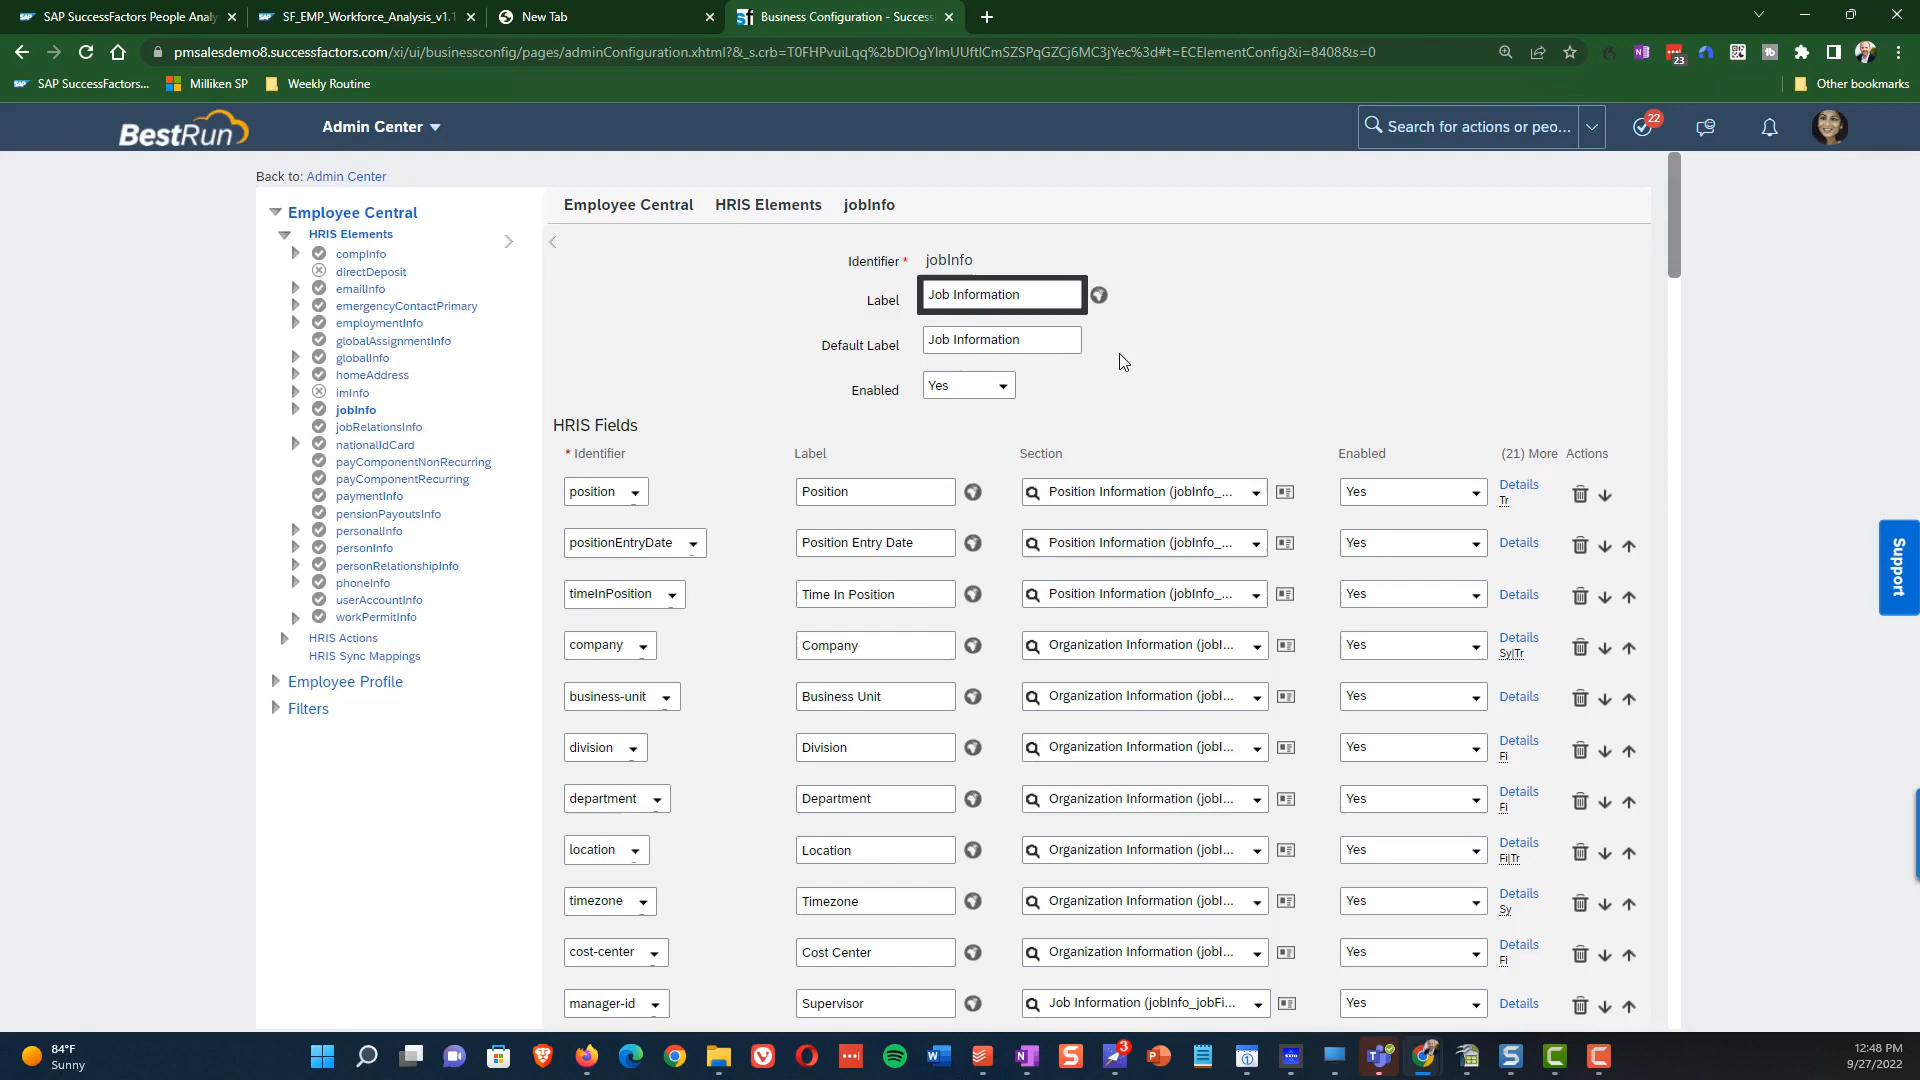 SAP SuccessFactors People Analy
SF_EMP_Workforce_Analysis_v1.1
New Tab
Business Configuration - Success
pmsalesdemo8.successfactors.com/xi/ui/businessconfig/pages/adminConfiguration.xhtml?&_s.crb=T0FHPvuiLqq%2bDIOgYlmUUftICmSZSPqGZCj6MC3jYec%3d#t=ECElementConfig&i=8408&s=0
23
SAP SuccessFactors...
Milliken SP
Weekly Routine
Other bookmarks
BestRun
Admin Center
Search for actions or peo...
22
Back to: Admin Center
Employee Central
HRIS Elements
compInfo
directDeposit
emailInfo
emergencyContactPrimary
employmentInfo
globalAssignmentInfo
globalInfo
homeAddress
imInfo
jobInfo
jobRelationsInfo
nationalIdCard
payComponentNonRecurring
payComponentRecurring
paymentInfo
pensionPayoutsInfo
personalInfo
personInfo
personRelationshipInfo
phoneInfo
userAccountInfo
workPermitInfo
HRIS Actions
HRIS Sync Mappings
Employee Profile
Filters
Employee Central HRIS Elements jobInfo
Identifier * jobInfo
Label Job Information
Default Label Job Information
Enabled Yes
HRIS Fields
* Identifier Label Section Enabled (21) More Actions
position Position Position Information (jobInfo_... Yes Details
Tr
positionEntryDate Position Entry Date Position Information (jobInfo_... Yes Details
timeInPosition Time In Position Position Information (jobInfo_... Yes Details
company Company Organization Information (jobI... Yes Details
Sy|Tr
business-unit Business Unit Organization Information (jobI... Yes Details
division Division Organization Information (jobI... Yes Details
Fi
department Department Organization Information (jobI... Yes Details
Fi
location Location Organization Information (jobI... Yes Details
Fi|Tr
timezone Timezone Organization Information (jobI... Yes Details
Sy
cost-center Cost Center Organization Information (jobI... Yes Details
Fi
manager-id Supervisor Job Information (jobInfo_jobFi... Yes Details
Support
84°F
Sunny
3
12:48 PM
9/27/2022